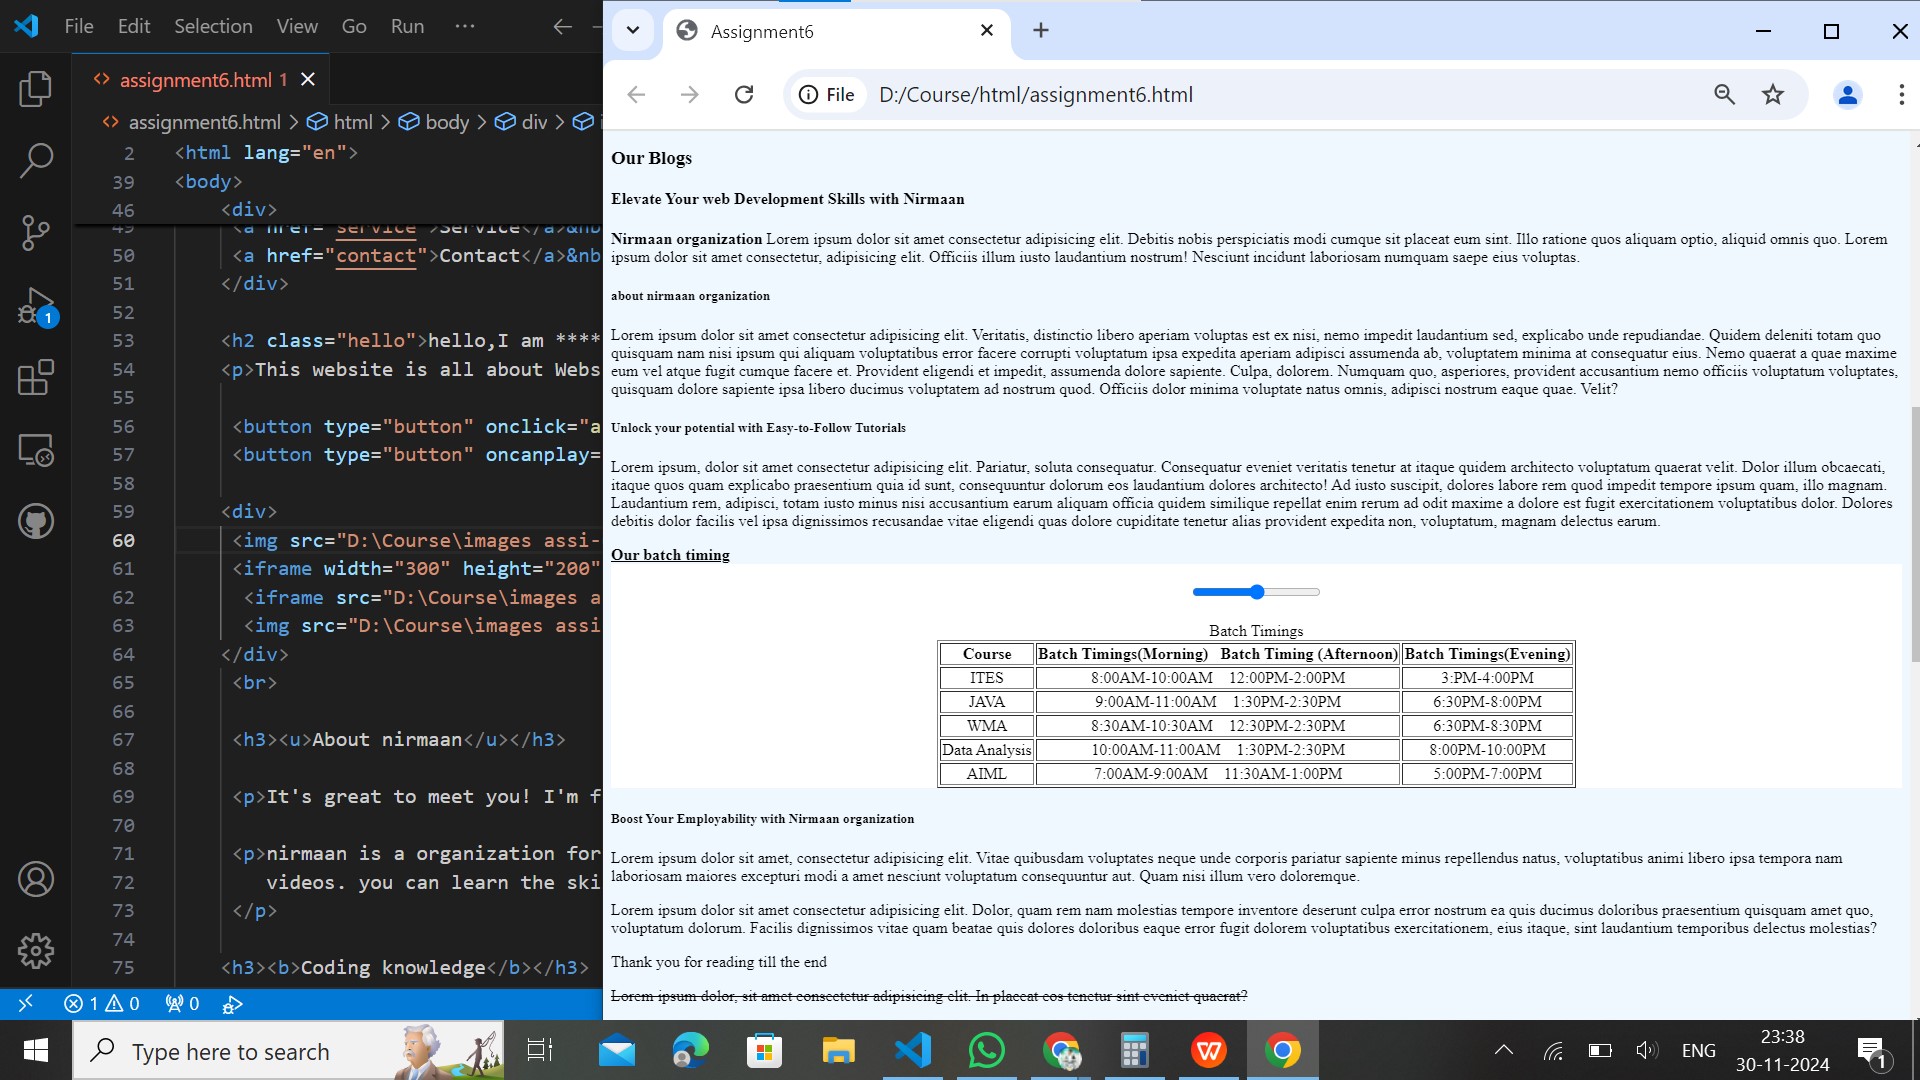 File Edit Selection View Go Run ···
assignment6.html 1
assignment6.html > html > body > div >
2 <html lang="en">
39 <body>
46 <div>
49 <a href="service">Service</a>&nb
50 <a href="contact">Contact</a>&nb
51 </div>
52
53 <h2 class="hello">hello,I am ****
54 <p>This website is all about Webs
55
56 <button type="button" onclick="a
57 <button type="button" oncanplay=
58
59 <div>
60 <img src="D:\Course\images assi-
61 <iframe width="300" height="200"
62 <iframe src="D:\Course\images a
63 <img src="D:\Course\images assi
64 </div>
65 <br>
66
67 <h3><u>About nirmaan</u></h3>
68
69 <p>It's great to meet you! I'm f
70
71 <p>nirmaan is a organization for
72 videos. you can learn the ski
73 </p>
74
75 <h3><b>Coding knowledge</b></h3>
1
1 0 0
Assignment6
File D:/Course/html/assignment6.html
Our Blogs
Elevate Your web Development Skills with Nirmaan
Nirmaan organization Lorem ipsum dolor sit amet consectetur adipisicing elit. Debitis nobis perspiciatis modi cumque sit placeat eum sint. Illo ratione quos aliquam optio, aliquid omnis quo. Lorem
ipsum dolor sit amet consectetur, adipisicing elit. Officiis illum iusto laudantium nostrum! Nesciunt incidunt laboriosam numquam saepe eius voluptas.
about nirmaan organization
Lorem ipsum dolor sit amet consectetur adipisicing elit. Veritatis, distinctio libero aperiam voluptas est ex nisi, nemo impedit laudantium sed, explicabo unde repudiandae. Quidem deleniti totam quo
quisquam nam nisi ipsum qui aliquam voluptatibus error facere corrupti voluptatum ipsa expedita aperiam adipisci assumenda ab, voluptatem minima at consequatur eius. Nemo quaerat a quae maxime
eum vel atque fugit cumque facere et. Provident eligendi et impedit, assumenda dolore sapiente. Culpa, dolorem. Numquam quo, asperiores, provident accusantium nemo officiis voluptatum voluptates,
quisquam dolore sapiente ipsa libero ducimus voluptatem ad nostrum quod. Officiis dolor minima voluptate natus omnis, adipisci nostrum eaque quae. Velit?
Unlock your potential with Easy-to-Follow Tutorials
Lorem ipsum, dolor sit amet consectetur adipisicing elit. Pariatur, soluta consequatur. Consequatur eveniet veritatis tenetur at itaque quidem architecto voluptatum quaerat velit. Dolor illum obcaecati,
itaque quos quam explicabo praesentium quia id sunt, consequuntur dolorum eos laudantium dolores architecto! Ad iusto suscipit, dolores labore rem quod impedit tempore ipsum quam, illo magnam.
Laudantium rem, adipisci, totam iusto minus nisi accusantium earum aliquam officia quidem similique repellat enim rerum ad odit maxime a dolore est fugit exercitationem voluptatibus dolor. Dolores
debitis dolor facilis vel ipsa dignissimos recusandae vitae eligendi quas dolore cupiditate tenetur alias provident expedita non, voluptatum, magnam delectus earum.
Our batch timing
Batch Timings
Course Batch Timings(Morning) Batch Timing (Afternoon) Batch Timings(Evening)
ITES 8:00AM-10:00AM 12:00PM-2:00PM 3:PM-4:00PM
JAVA 9:00AM-11:00AM 1:30PM-2:30PM 6:30PM-8:00PM
WMA 8:30AM-10:30AM 12:30PM-2:30PM 6:30PM-8:30PM
Data Analysis 10:00AM-11:00AM 1:30PM-2:30PM 8:00PM-10:00PM
AIML 7:00AM-9:00AM 11:30AM-1:00PM 5:00PM-7:00PM
Boost Your Employability with Nirmaan organization
Lorem ipsum dolor sit amet, consectetur adipisicing elit. Vitae quibusdam voluptates neque unde corporis pariatur sapiente minus repellendus natus, voluptatibus animi libero ipsa tempora nam
laboriosam maiores excepturi modi a amet nesciunt voluptatum consequuntur aut. Quam nisi illum vero doloremque.
Lorem ipsum dolor sit amet consectetur adipisicing elit. Dolor, quam rem nam molestias tempore inventore deserunt culpa error nostrum ea quis ducimus doloribus praesentium quisquam amet quo,
voluptatum dolorum. Facilis dignissimos vitae quam beatae quis dolores doloribus eaque error fugit dolorem voluptatibus exercitationem, eius itaque, sint laudantium temporibus delectus molestias?
Thank you for reading till the end
Lorem ipsum dolor, sit amet consectetur adipisicing elit. In placeat eos tenetur sint eveniet quaerat?
Type here to search
ENG
23:38
30-11-2024
1